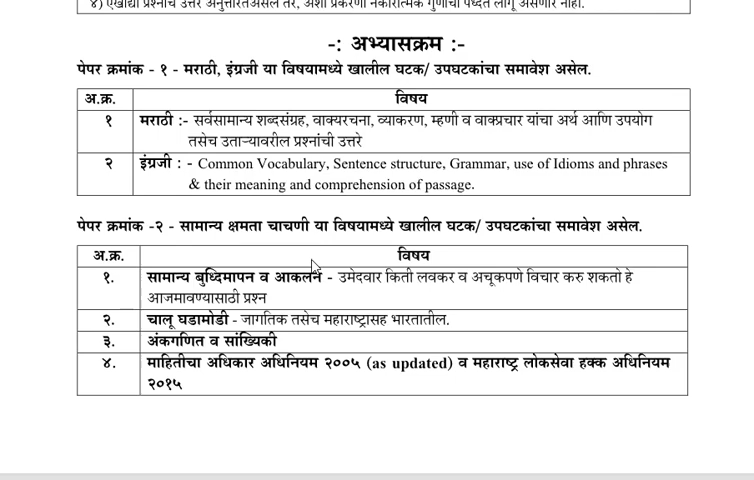 ४) एखाद्या प्रश्नाचे उत्तर अनुत्तरित असेल तर, अशा प्रकरणी नकारात्मक गुणांची पध्दत लागू असणार नाही.
-: अभ्यासक्रम :-
पेपर क्रमांक - १ - मराठी, इंग्रजी या विषयामध्ये खालील घटक/ उपघटकांचा समावेश असेल.
अ.क्र. विषय
१ मराठी :- सर्वसामान्य शब्दसंग्रह, वाक्यरचना, व्याकरण, म्हणी व वाक्प्रचार यांचा अर्थ आणि उपयोग
तसेच उताऱ्यावरील प्रश्नांची उत्तरे
२ इंग्रजी : - Common Vocabulary, Sentence structure, Grammar, use of Idioms and phrases
& their meaning and comprehension of passage.
पेपर क्रमांक -२ - सामान्य क्षमता चाचणी या विषयामध्ये खालील घटक/ उपघटकांचा समावेश असेल.
अ.क्र. विषय
१. सामान्य बुध्दिमापन व आकलन - उमेदवार किती लवकर व अचूकपणे विचार करु शकतो हे
आजमावण्यासाठी प्रश्न
२. चालू घडामोडी - जागतिक तसेच महाराष्ट्रासह भारतातील.
३. अंकगणित व सांख्यिकी
४. माहितीचा अधिकार अधिनियम २००५ (as updated) व महाराष्ट्र लोकसेवा हक्क अधिनियम
२०१५